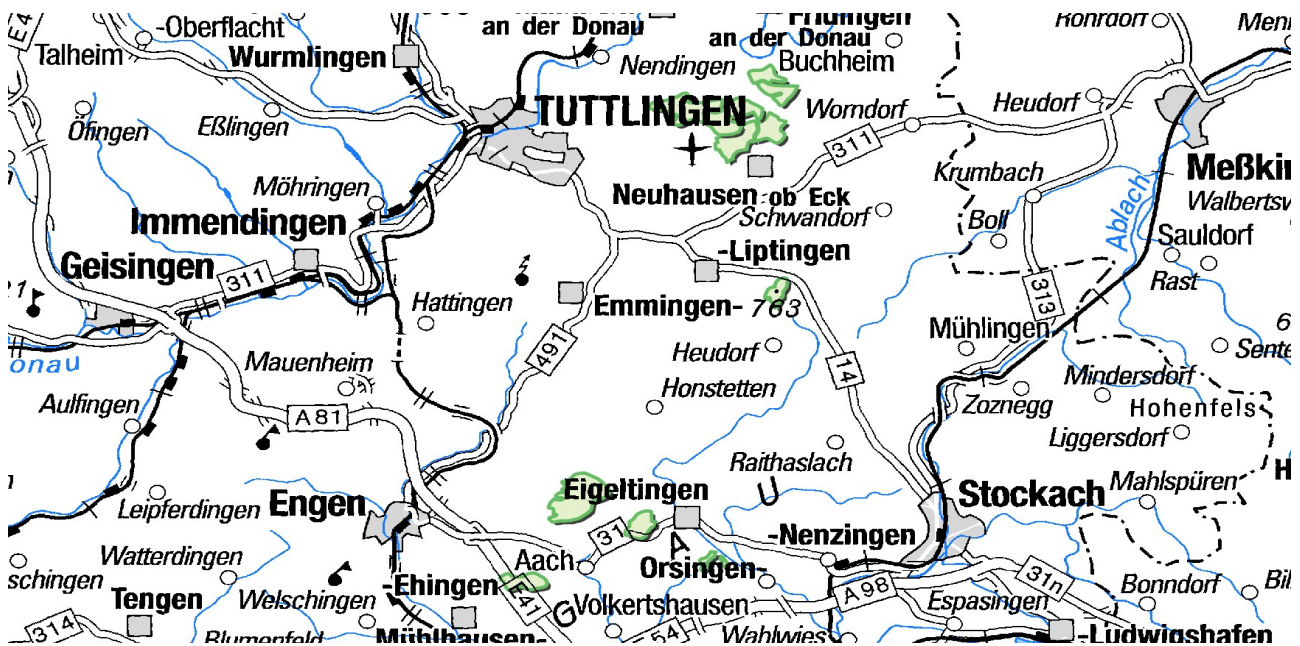 E4
-Oberflacht
an der Donau
Fridingen
an der Donau
Rohrdorf
Talheim
Wurmlingen
Nendingen
Buchheim
Öfingen
Eßlingen
TUTTLINGEN
Worndorf
Heudorf
311
Möhringen
Neuhausen ob Eck
Krumbach
Ablach
Immendingen
Schwandorf
Boll
Sauldorf
Geisingen
311
-Liptingen
Rast
Hattingen
Emmingen-
763
313
Mühlingen
onau
Mauenheim
491
Heudorf
14
Honstetten
Mindersdorf
Aulfingen
A 81
Zoznegg
Hohenfels
Liggersdorf
Raithaslach
Leipferdingen
Engen
Eigeltingen
U
Stockach
Mahlspüren
Watterdingen
Aach
31
A
-Nenzingen
schingen
-Ehingen
Orsingen-
A 98
31n
Bonndorf
Tengen
Welschingen
E41
G
Volkertshausen
Espasingen
314
Blumenfeld
Mühlhausen-
54
Wahlwies
-Ludwigshafen